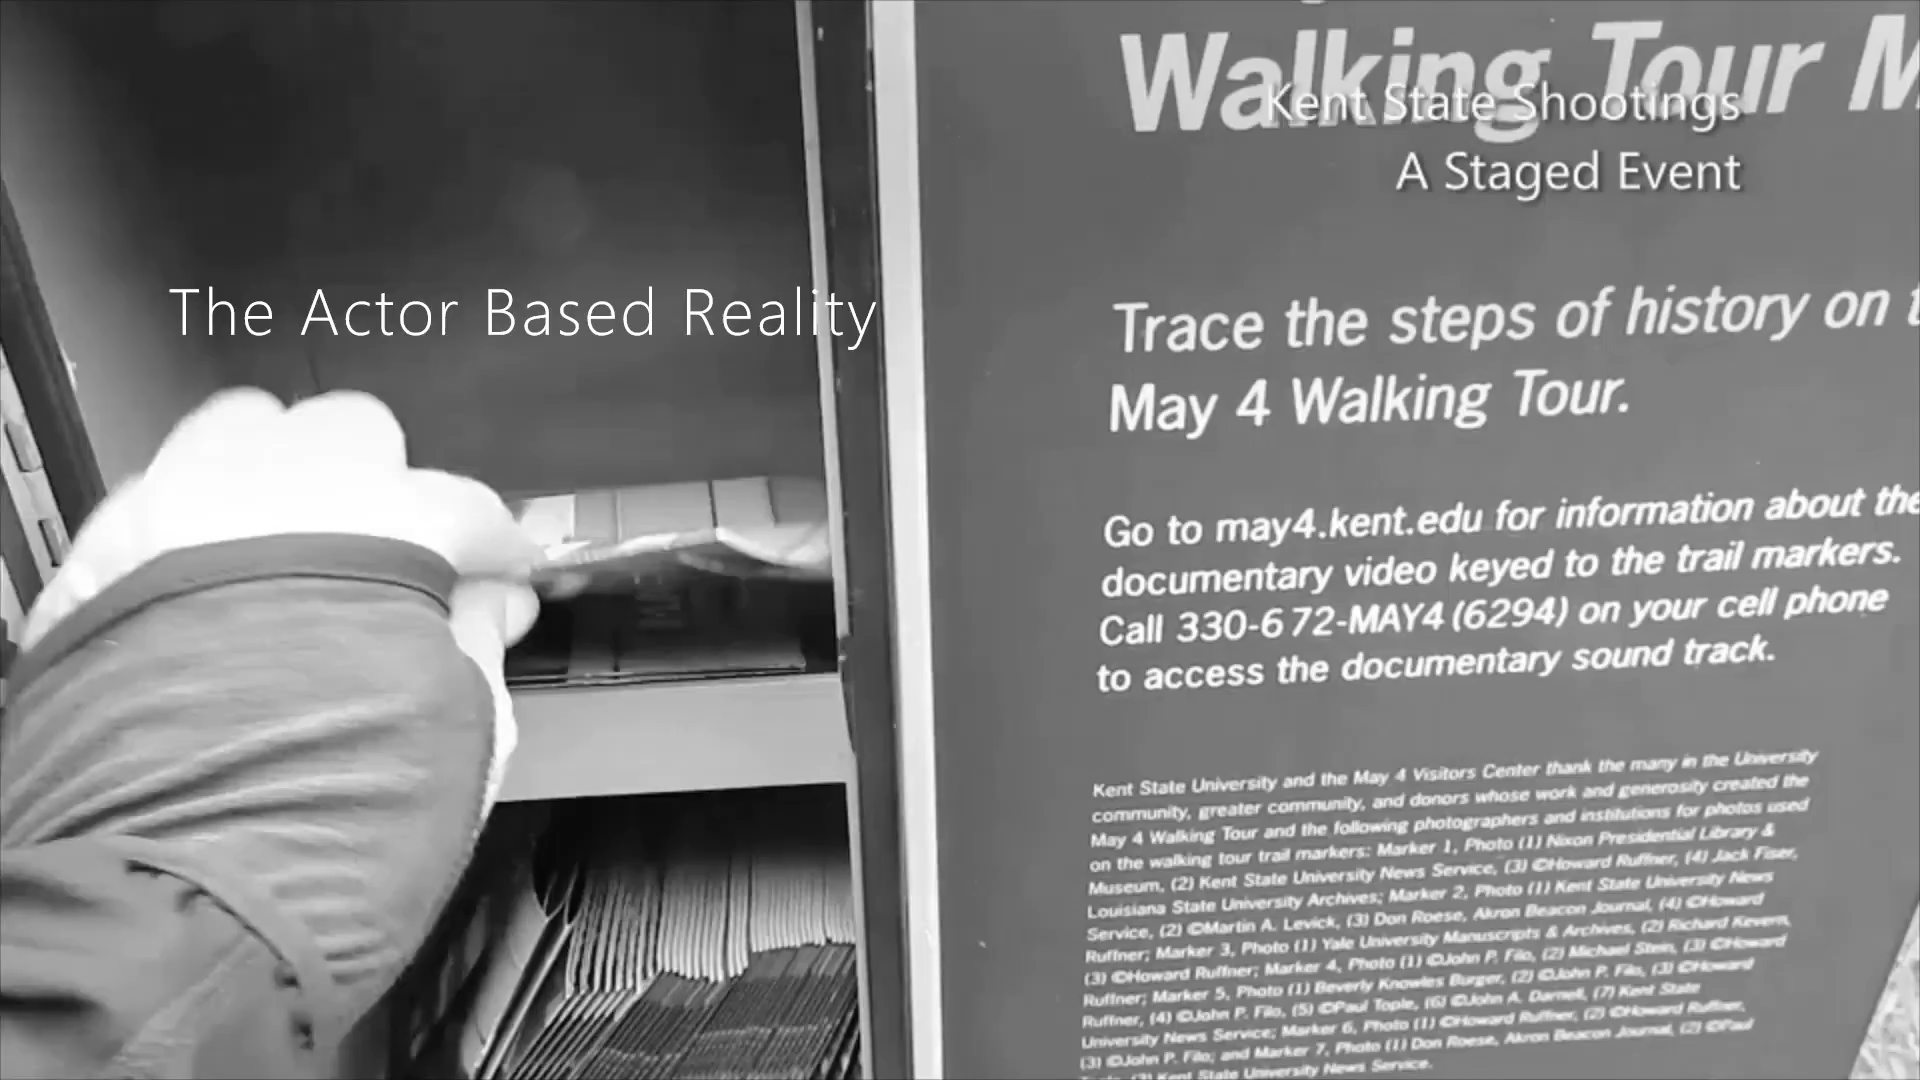 Walking Tour M
Kent State Shootings
A Staged Event
The Actor Based Reality
Trace the steps of history on t
May 4 Walking Tour.
Go to may4.kent.edu for information about the
documentary video keyed to the trail markers.
Call 330-672-MAY4 (6294) on your cell phone
to access the documentary sound track.
Kent State University and the May 4 Visitors Center thank the many in the University
community, greater community, and donors whose work and generosity created the
May 4 Walking Tour and the following photographers and institutions for photos used
on the walking tour trail markers: Marker 1, Photo (1) Nixon Presidential Library &
Museum, (2) Kent State University News Service, (3) ©Howard Ruffner, (4) Jack Fiser,
Louisiana State University Archives; Marker 2, Photo (1) Kent State University News
Service, (2) ©Martin A. Levick, (3) Don Roese, Akron Beacon Journal, (4) ©Howard
Ruffner; Marker 3, Photo (1) Yale University Manuscripts & Archives, (2) Richard Kevern,
(3) ©Howard Ruffner; Marker 4, Photo (1) ©John P. Filo, (2) Michael Stein, (3) ©Howard
Ruffner; Marker 5, Photo (1) Beverly Knowles Burger, (2) ©John P. Filo, (3) ©Howard
Ruffner, (4) ©John P. Filo, (5) ©Paul Tople, (6) ©John A. Darnell, (7) Kent State
University News Service; Marker 6, Photo (1) ©Howard Ruffner, (2) ©Howard Ruffner,
(3) ©John P. Filo; and Marker 7, Photo (1) Don Roese, Akron Beacon Journal, (2) ©Paul
Tople, (3) Kent State University News Service.